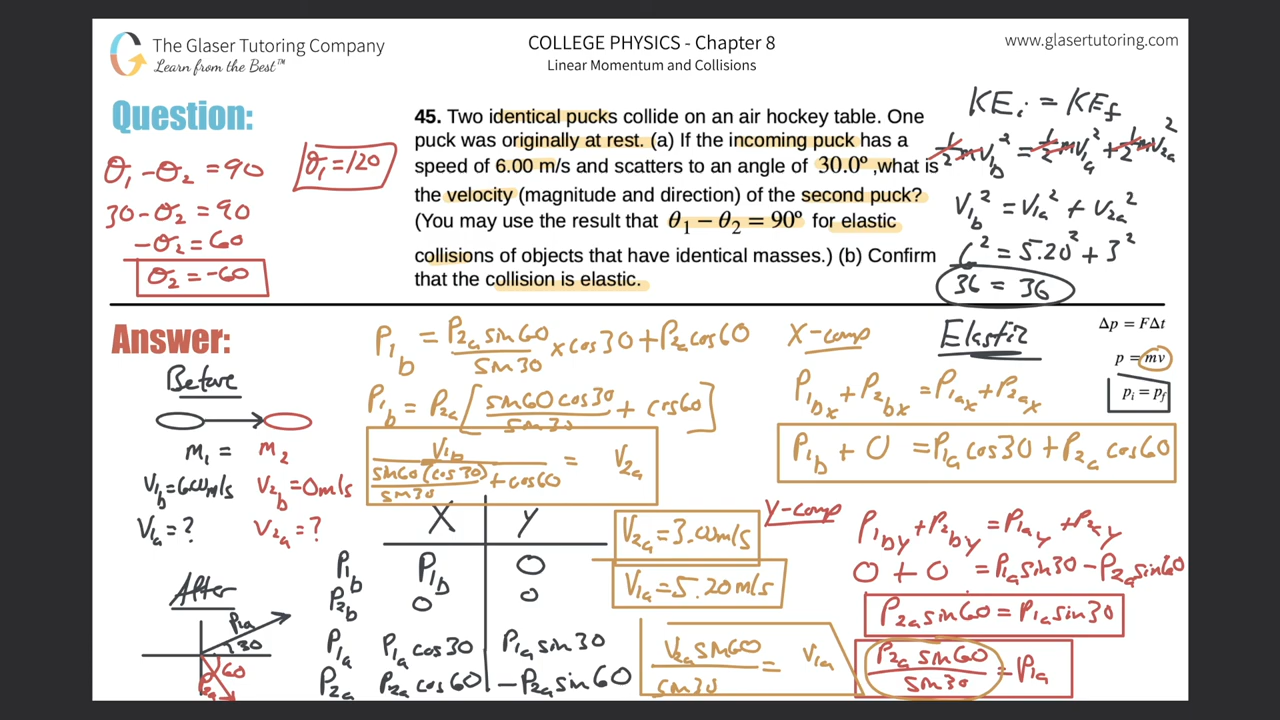 The Glaser Tutoring Company
Learn from the Best™
COLLEGE PHYSICS - Chapter 8
Linear Momentum and Collisions
www.glasertutoring.com
Question:
θ₁ - θ₂ = 90
θ₁ = 120
30 - θ₂ = 90
-θ₂ = 60
θ₂ = -60
45. Two identical pucks collide on an air hockey table. One
puck was originally at rest. (a) If the incoming puck has a
speed of 6.00 m/s and scatters to an angle of 30.0º ,what is
the velocity (magnitude and direction) of the second puck?
(You may use the result that θ₁ − θ₂ = 90º for elastic
collisions of objects that have identical masses.) (b) Confirm
that the collision is elastic.
KEi = KEf
½mV₁b² = ½mV₁a² + ½mV₂a²
V₁b² = V₁a² + V₂a²
6² = 5.20² + 3²
36 = 36
Elastic
Δp = FΔt
p = mv
pᵢ = p_f
Answer:
Before
m₁ = m₂
V₁b = 6.00m/s V₂b = 0m/s
V₁a = ? V₂a = ?
After
P₁a
30
60
P₂a
P₁b = P₂a sin60/sin30 x cos30 + P₂a cos60
P₁b = P₂a [sin60 cos30/sin30 + cos60]
V₁b/(sin60(cos30)/sin30 + cos60) = V₂a
X Y
P₁b P₁b 0
P₂b 0 0
P₁a P₁a cos30 P₁a sin30
P₂a P₂a cos60 -P₂a sin60
V₂a = 3.00m/s
V₁a = 5.20m/s
V₂a sin60/sin30 = V₁a
X-comp
P₁bx + P₂bx = P₁ax + P₂ax
P₁b + 0 = P₁a cos30 + P₂a cos60
Y-comp
P₁by + P₂by = P₁ay + P₂ay
0 + 0 = P₁a sin30 - P₂a sin60
P₂a sin60 = P₁a sin30
P₂a sin60/sin30 = P₁a